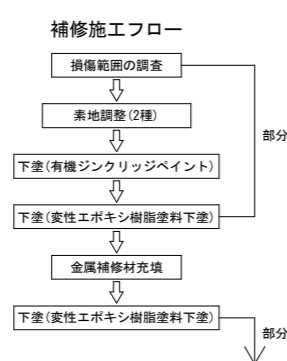 補修施工フロー
損傷範囲の調査
素地調整(2種)
下塗(有機ジンクリッジペイント)
下塗(変性エポキシ樹脂塗料下塗)
部分
金属補修材充填
下塗(変性エポキシ樹脂塗料下塗)
部分